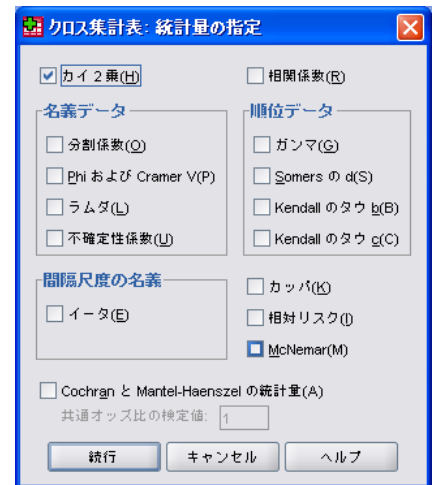 クロス集計表: 統計量の指定
カイ2乗(H)
相関係数(R)
名義データ
分割係数(O)
Phi および Cramer V(P)
ラムダ(L)
不確定性係数(U)
順位データ
ガンマ(G)
Somers の d(S)
Kendall のタウ b(B)
Kendall のタウ c(C)
間隔尺度の名義
イータ(E)
カッパ(K)
相対リスク(I)
McNemar(M)
Cochran と Mantel-Haenszel の統計量(A)
共通オッズ比の検定値: 1
続行
キャンセル
ヘルプ